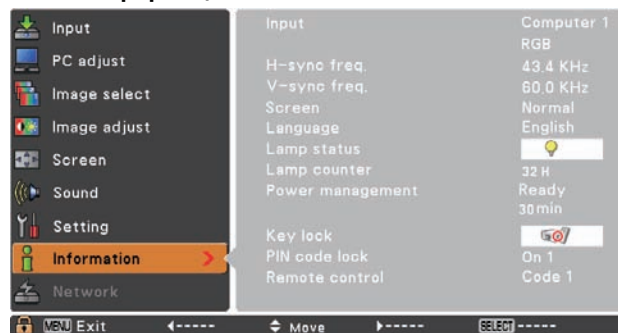 Input
PC adjust
Image select
Image adjust
Screen
Sound
Setting
Information
Network
Input Computer 1
RGB
H-sync freq. 43.4 KHz
V-sync freq. 60.0 KHz
Screen Normal
Language English
Lamp status
Lamp counter 32 H
Power management Ready
30 min
Key lock
PIN code lock On 1
Remote control Code 1
MENU Exit ◄----- Move ►----- SELECT -----